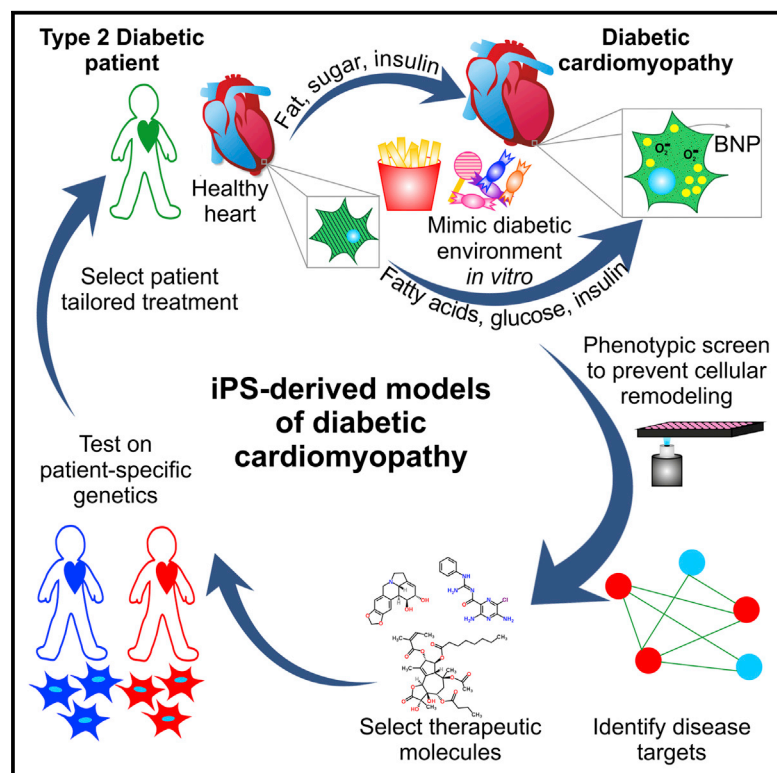 Type 2 Diabetic
patient
Fat, sugar, insulin
Diabetic
cardiomyopathy
O₂⁻ O₂⁻
BNP
Healthy
heart
Mimic diabetic
environment
in vitro
Fatty acids, glucose, insulin
Select patient
tailored treatment
Phenotypic screen
to prevent cellular
remodeling
iPS-derived models
of diabetic
cardiomyopathy
Test on
patient-specific
genetics
Select therapeutic
molecules
Identify disease
targets